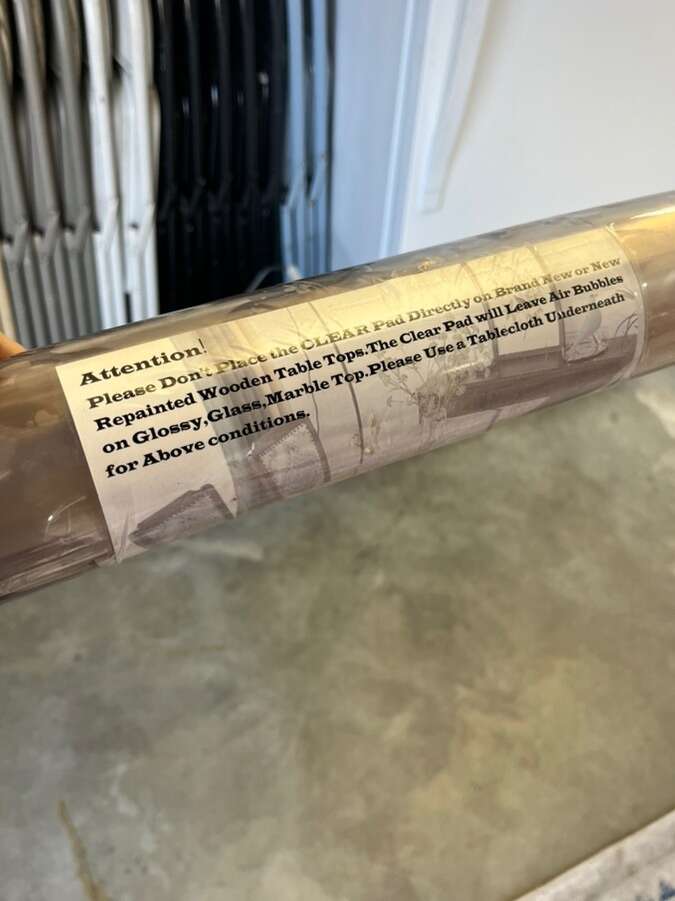 Attention!
Please Don't Place the CLEAR Pad Directly on Brand New or New
Repainted Wooden Table Tops.The Clear Pad will Leave Air Bubbles
on Glossy,Glass,Marble Top.Please Use a Tablecloth Underneath
for Above conditions.